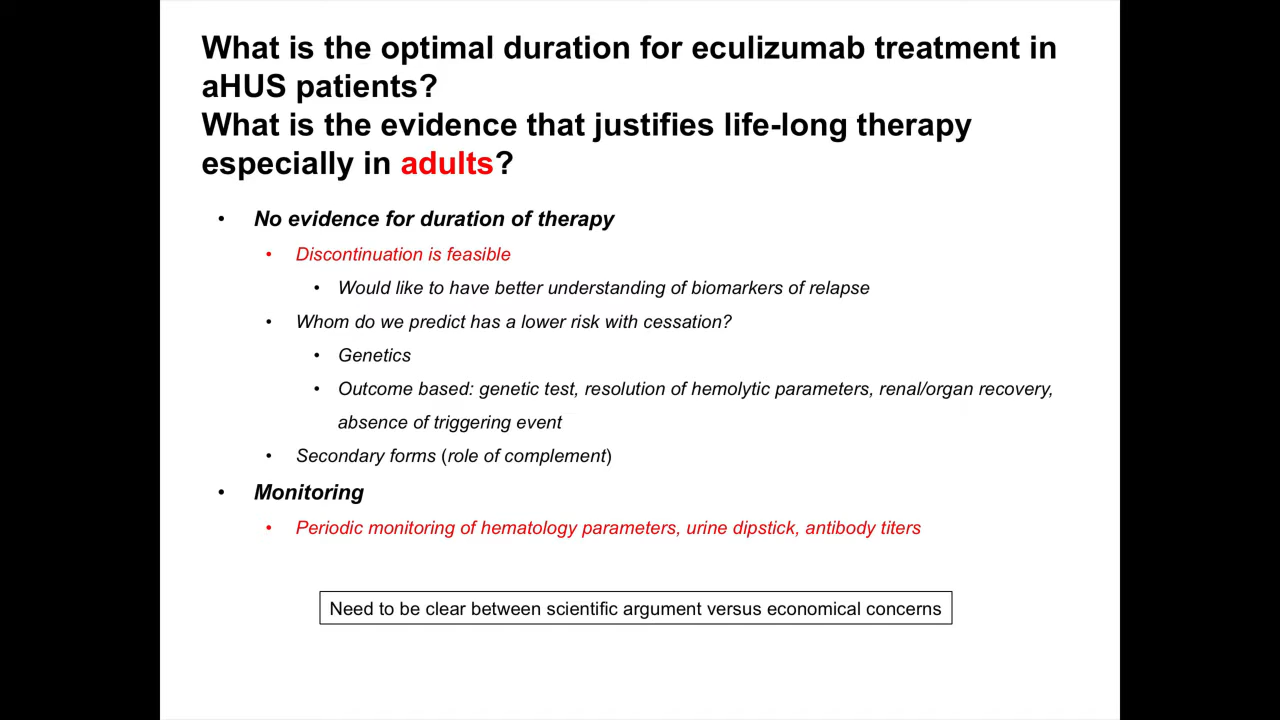 What is the optimal duration for eculizumab treatment in
aHUS patients?
What is the evidence that justifies life-long therapy
especially in adults?
• No evidence for duration of therapy
• Discontinuation is feasible
• Would like to have better understanding of biomarkers of relapse
• Whom do we predict has a lower risk with cessation?
• Genetics
• Outcome based: genetic test, resolution of hemolytic parameters, renal/organ recovery,
absence of triggering event
• Secondary forms (role of complement)
• Monitoring
• Periodic monitoring of hematology parameters, urine dipstick, antibody titers
Need to be clear between scientific argument versus economical concerns